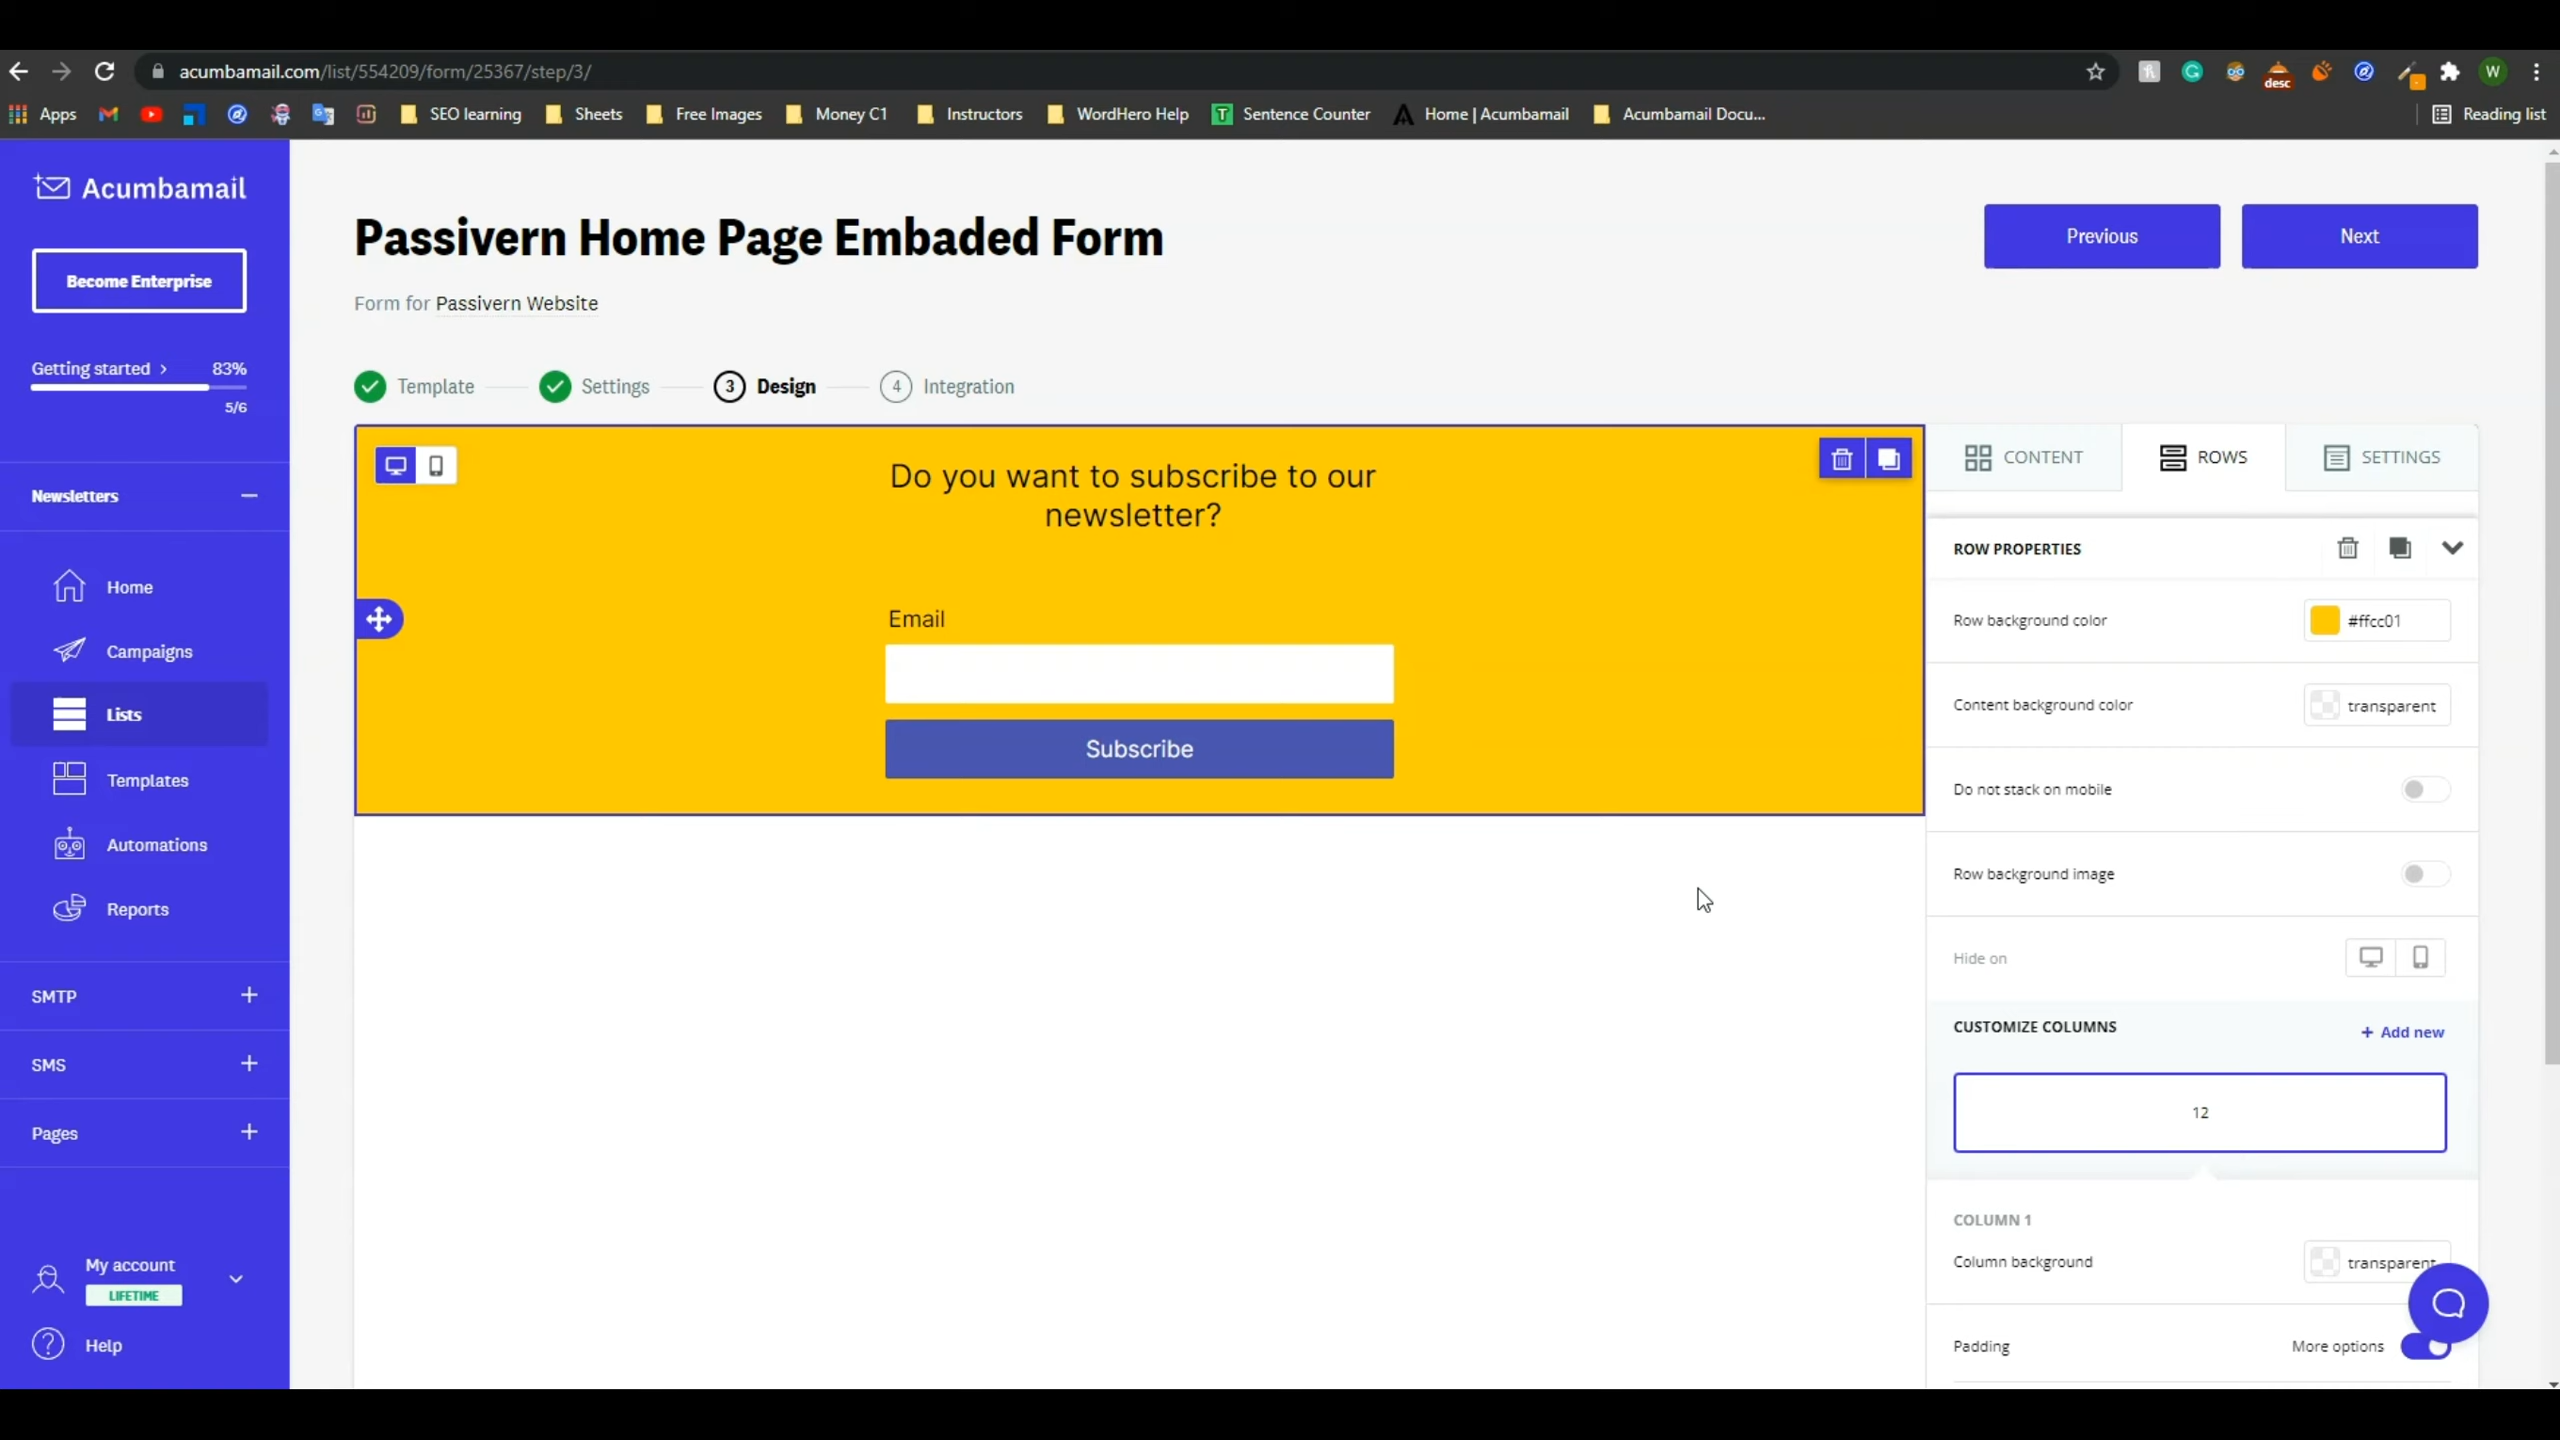 acumbamail.com/list/554209/form/25367/step/3/
desc
W
Apps
SEO learning
Sheets
Free Images
Money C1
Instructors
WordHero Help
T
Sentence Counter
Home | Acumbamail
Acumbamail Docu...
Reading list
Acumbamail
Become Enterprise
Getting started > 83%
5/6
Newsletters
Home
Campaigns
Lists
Templates
Automations
Reports
SMTP
SMS
Pages
My account
LIFETIME
Help
Passivern Home Page Embaded Form
Previous
Next
Form for Passivern Website
Template
Settings
3 Design
4 Integration
Do you want to subscribe to our
newsletter?
Email
Subscribe
CONTENT
ROWS
SETTINGS
ROW PROPERTIES
Row background color
#ffcc01
Content background color
transparent
Do not stack on mobile
Row background image
Hide on
CUSTOMIZE COLUMNS
+ Add new
12
COLUMN 1
Column background
transparent
Padding
More options